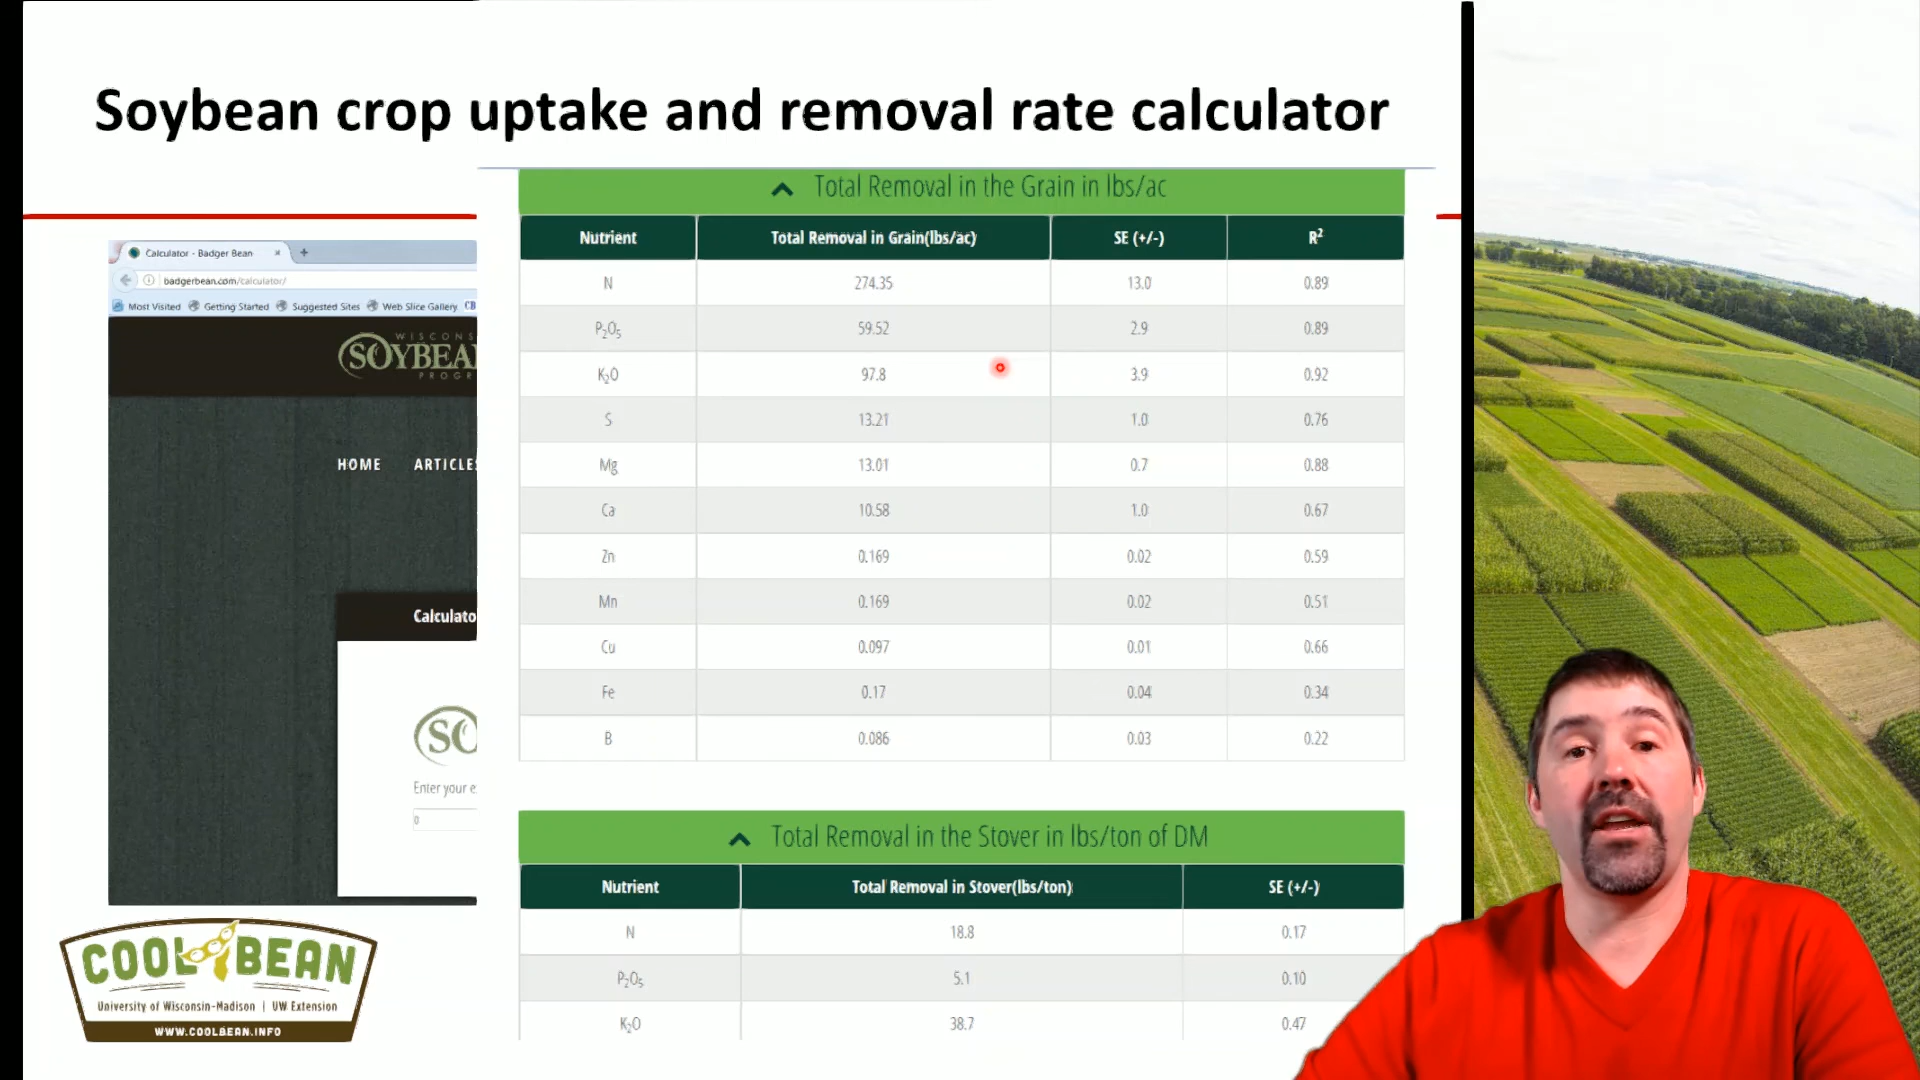 Soybean crop uptake and removal rate calculator
Calculator - Badger Bean
badgerbean.com/calculator/
Most Visited Getting Started Suggested Sites Web Slice Gallery CB
WISCONS
SOYBEA
PROGR
HOME ARTICLE
Calculato
SO
Enter your e
0
Total Removal in the Grain in lbs/ac
Nutrient Total Removal in Grain(lbs/ac) SE (+/-) R²
N 274.35 13.0 0.89
P₂O₅ 59.52 2.9 0.89
K₂O 97.8 3.9 0.92
S 13.21 1.0 0.76
Mg 13.01 0.7 0.88
Ca 10.58 1.0 0.67
Zn 0.169 0.02 0.59
Mn 0.169 0.02 0.51
Cu 0.097 0.01 0.66
Fe 0.17 0.04 0.34
B 0.086 0.03 0.22
Total Removal in the Stover in lbs/ton of DM
Nutrient Total Removal in Stover(lbs/ton) SE (+/-)
N 18.8 0.17
P₂O₅ 5.1 0.10
K₂O 38.7 0.47
COOL BEAN
University of Wisconsin-Madison | UW Extension
WWW.COOLBEAN.INFO